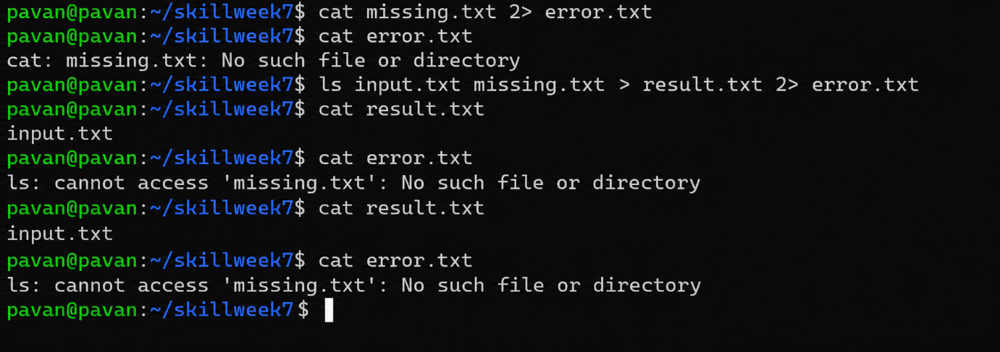 pavan@pavan:~/skillweek7$ cat missing.txt 2> error.txt
pavan@pavan:~/skillweek7$ cat error.txt
cat: missing.txt: No such file or directory
pavan@pavan:~/skillweek7$ ls input.txt missing.txt > result.txt 2> error.txt
pavan@pavan:~/skillweek7$ cat result.txt
input.txt
pavan@pavan:~/skillweek7$ cat error.txt
ls: cannot access 'missing.txt': No such file or directory
pavan@pavan:~/skillweek7$ cat result.txt
input.txt
pavan@pavan:~/skillweek7$ cat error.txt
ls: cannot access 'missing.txt': No such file or directory
pavan@pavan:~/skillweek7$